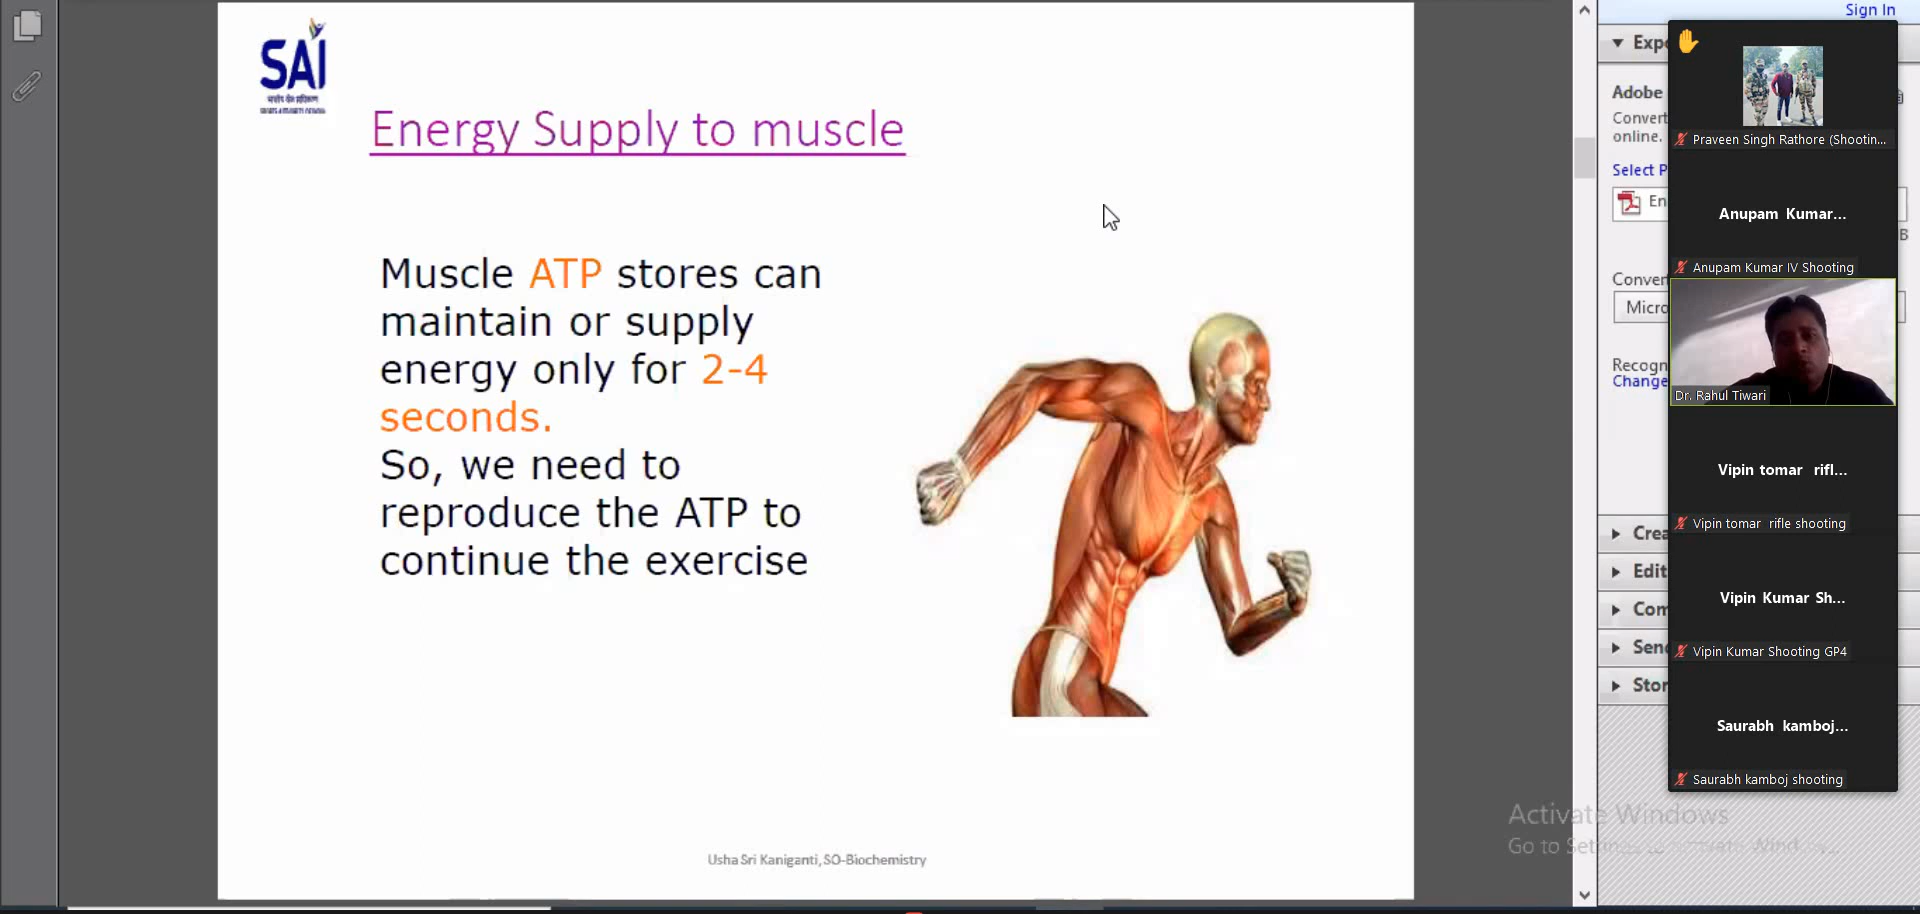 SAI
Energy Supply to muscle
Muscle ATP stores can
maintain or supply
energy only for 2-4
seconds.
So, we need to
reproduce the ATP to
continue the exercise
Usha Sri Kaniganti, SO-Biochemistry
Sign In
Adobe
Convert
online.
Select P
Conver
Micro
Recogn
Change
Crea
Edit
Com
Send
Stor
Praveen Singh Rathore (Shootin...
Anupam Kumar...
Anupam Kumar IV Shooting
Dr. Rahul Tiwari
Vipin tomar rifl...
Vipin tomar rifle shooting
Vipin Kumar Sh...
Vipin Kumar Shooting GP4
Saurabh kamboj...
Saurabh kamboj shooting
Activate Windows